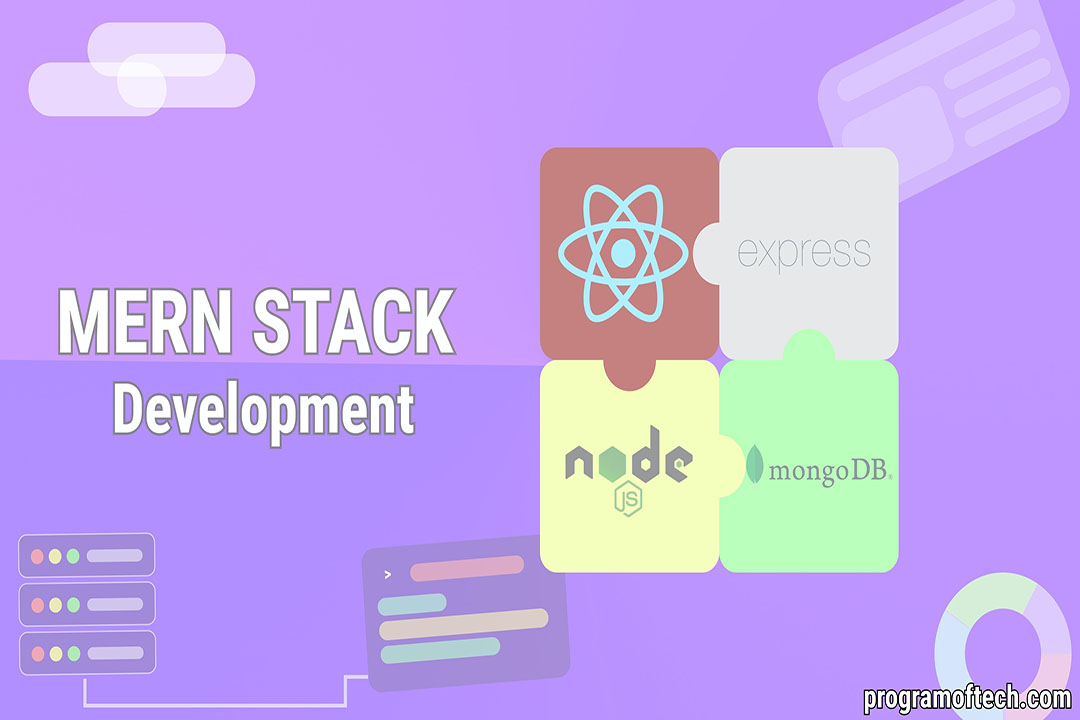 MERN STACK
Development
express
node
JS
mongoDB®
>
programoftech.com